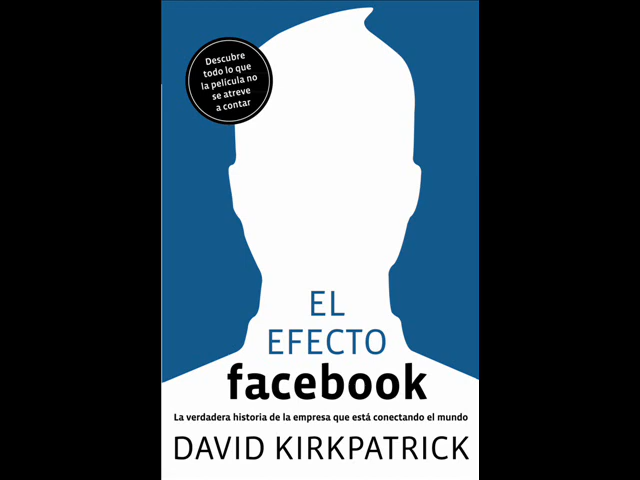 Descubre
todo lo que
la película no
se atreve
a contar
EL
EFECTO
facebook
La verdadera historia de la empresa que está conectando el mundo
DAVID KIRKPATRICK